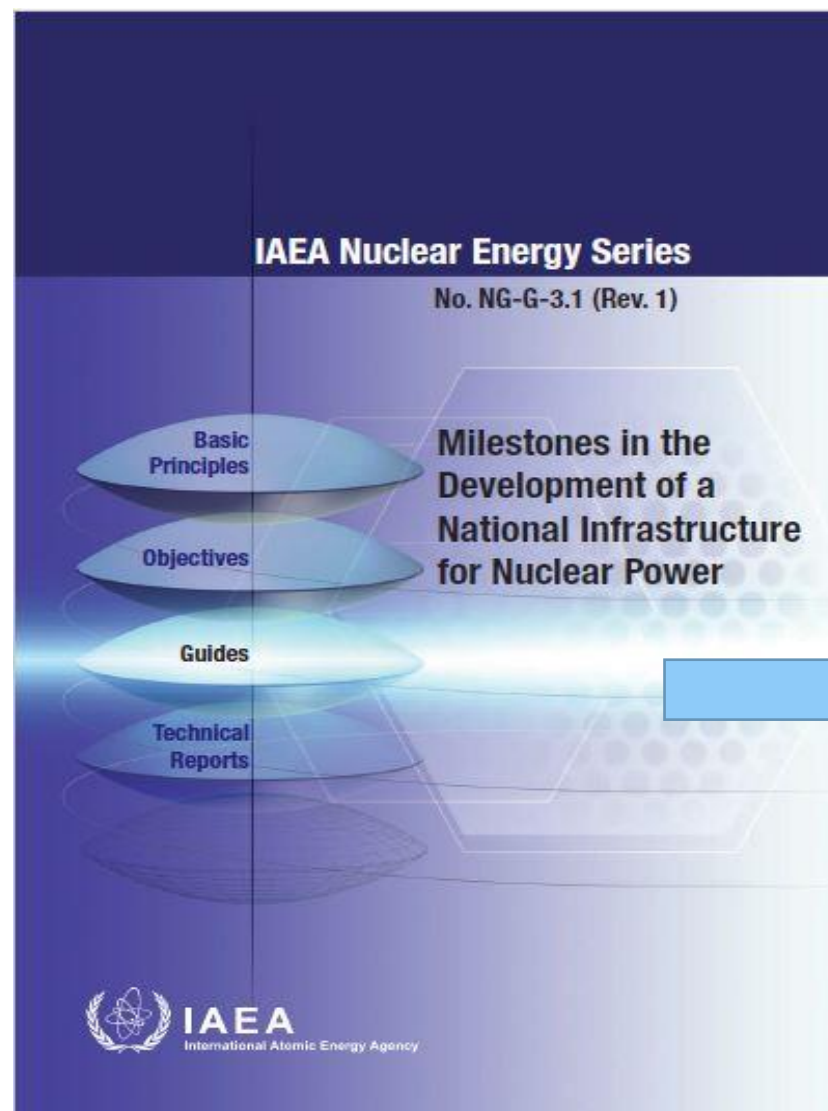 IAEA Nuclear Energy Series
No. NG-G-3.1 (Rev. 1)
Basic
Principles
Milestones in the
Development of a
National Infrastructure
for Nuclear Power
Objectives
Guides
Technical
Reports
IAEA
International Atomic Energy Agency